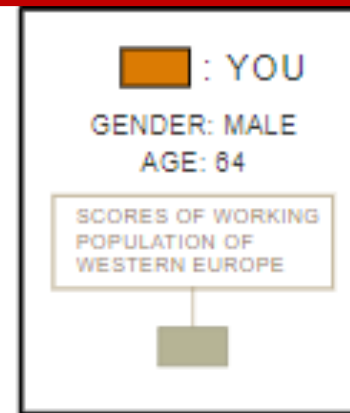 : YOU
GENDER: MALE
AGE: 64
SCORES OF WORKING
POPULATION OF
WESTERN EUROPE